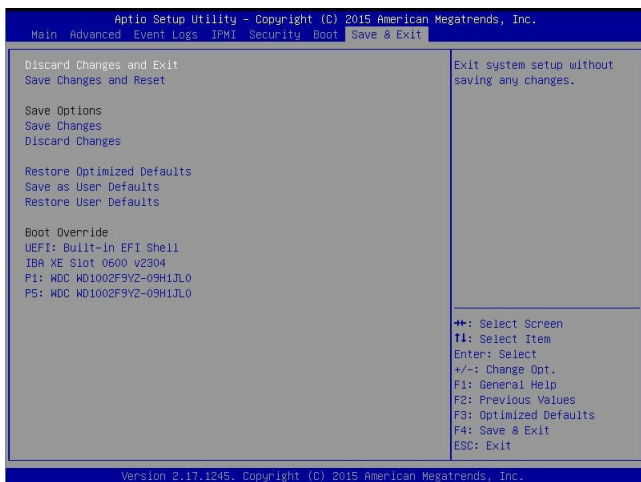 Aptio Setup Utility – Copyright (C) 2015 American Megatrends, Inc.
Main Advanced Event Logs IPMI Security Boot Save & Exit
Discard Changes and Exit
Save Changes and Reset
Save Options
Save Changes
Discard Changes
Restore Optimized Defaults
Save as User Defaults
Restore User Defaults
Boot Override
UEFI: Built-in EFI Shell
IBA XE Slot 0600 v2304
P1: WDC WD1002F9YZ-09H1JL0
P5: WDC WD1002F9YZ-09H1JL0
Exit system setup without
saving any changes.
→←: Select Screen
↑↓: Select Item
Enter: Select
+/-: Change Opt.
F1: General Help
F2: Previous Values
F3: Optimized Defaults
F4: Save & Exit
ESC: Exit
Version 2.17.1245. Copyright (C) 2015 American Megatrends, Inc.